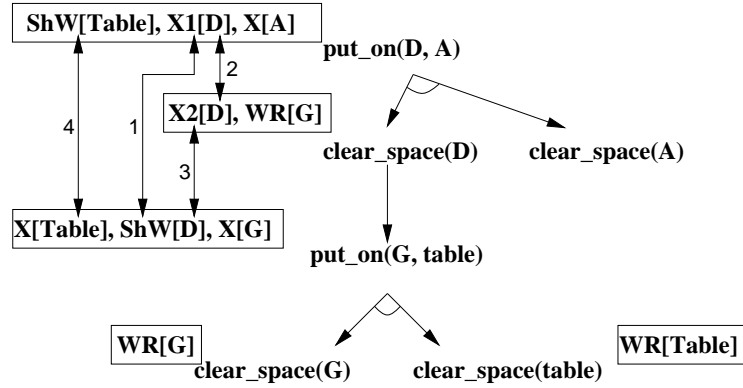 ShW[Table], X1[D], X[A]
put_on(D, A)
2
X2[D], WR[G]
4
1
clear_space(D)
clear_space(A)
3
X[Table], ShW[D], X[G]
put_on(G, table)
WR[G]
WR[Table]
clear_space(G)
clear_space(table)